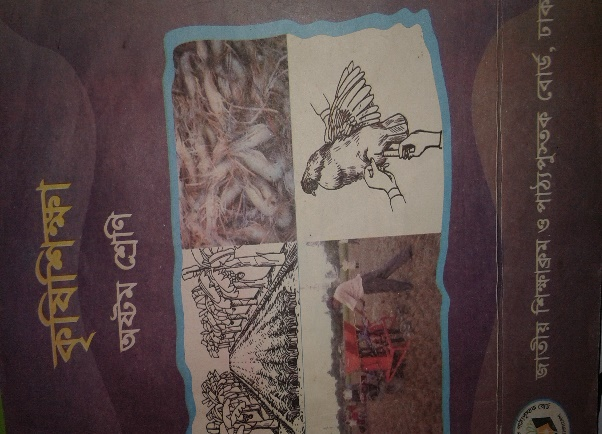 কৃষিশিক্ষা
অষ্টম শ্রেণি
জাতীয় শিক্ষাক্রম ও পাঠ্যপুস্তক বোর্ড,